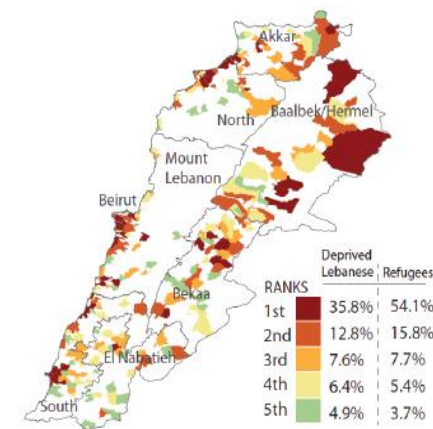 Akkar
North
Baalbek/Hermel
Mount
Lebanon
Beirut
Bekaa
El Nabatieh
South
Deprived
Lebanese Refugees
RANKS
1st 35.8% 54.1%
2nd 12.8% 15.8%
3rd 7.6% 7.7%
4th 6.4% 5.4%
5th 4.9% 3.7%